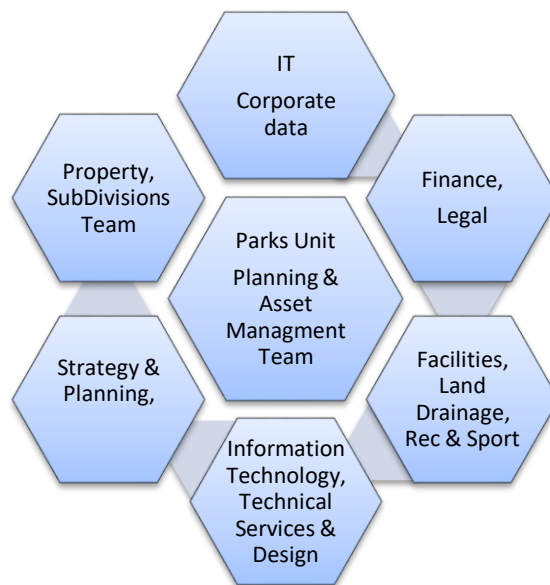 IT
Corporate
data
Property,
SubDivisions
Team
Finance,
Legal
Parks Unit
Planning &
Asset
Managment
Team
Strategy &
Planning,
Facilities,
Land
Drainage,
Rec & Sport
Information
Technology,
Technical
Services &
Design